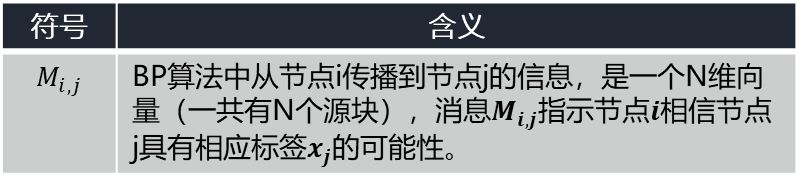 符号 含义
M_{i,j} BP算法中从节点i传播到节点j的信息，是一个N维向
量（一共有N个源块），消息M_{i,j}指示节点i相信节点
j具有相应标签x_j的可能性。